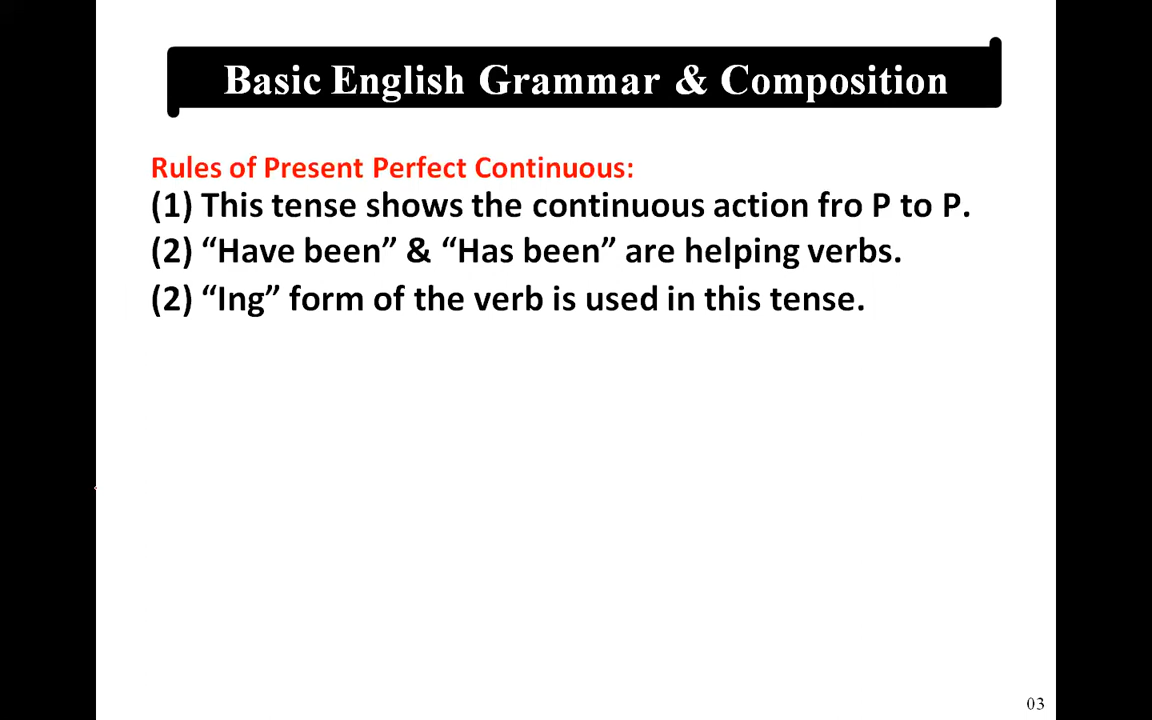 Basic English Grammar & Composition
Rules of Present Perfect Continuous:
(1) This tense shows the continuous action fro P to P.
(2) “Have been” & “Has been” are helping verbs.
(2) “Ing” form of the verb is used in this tense.
03